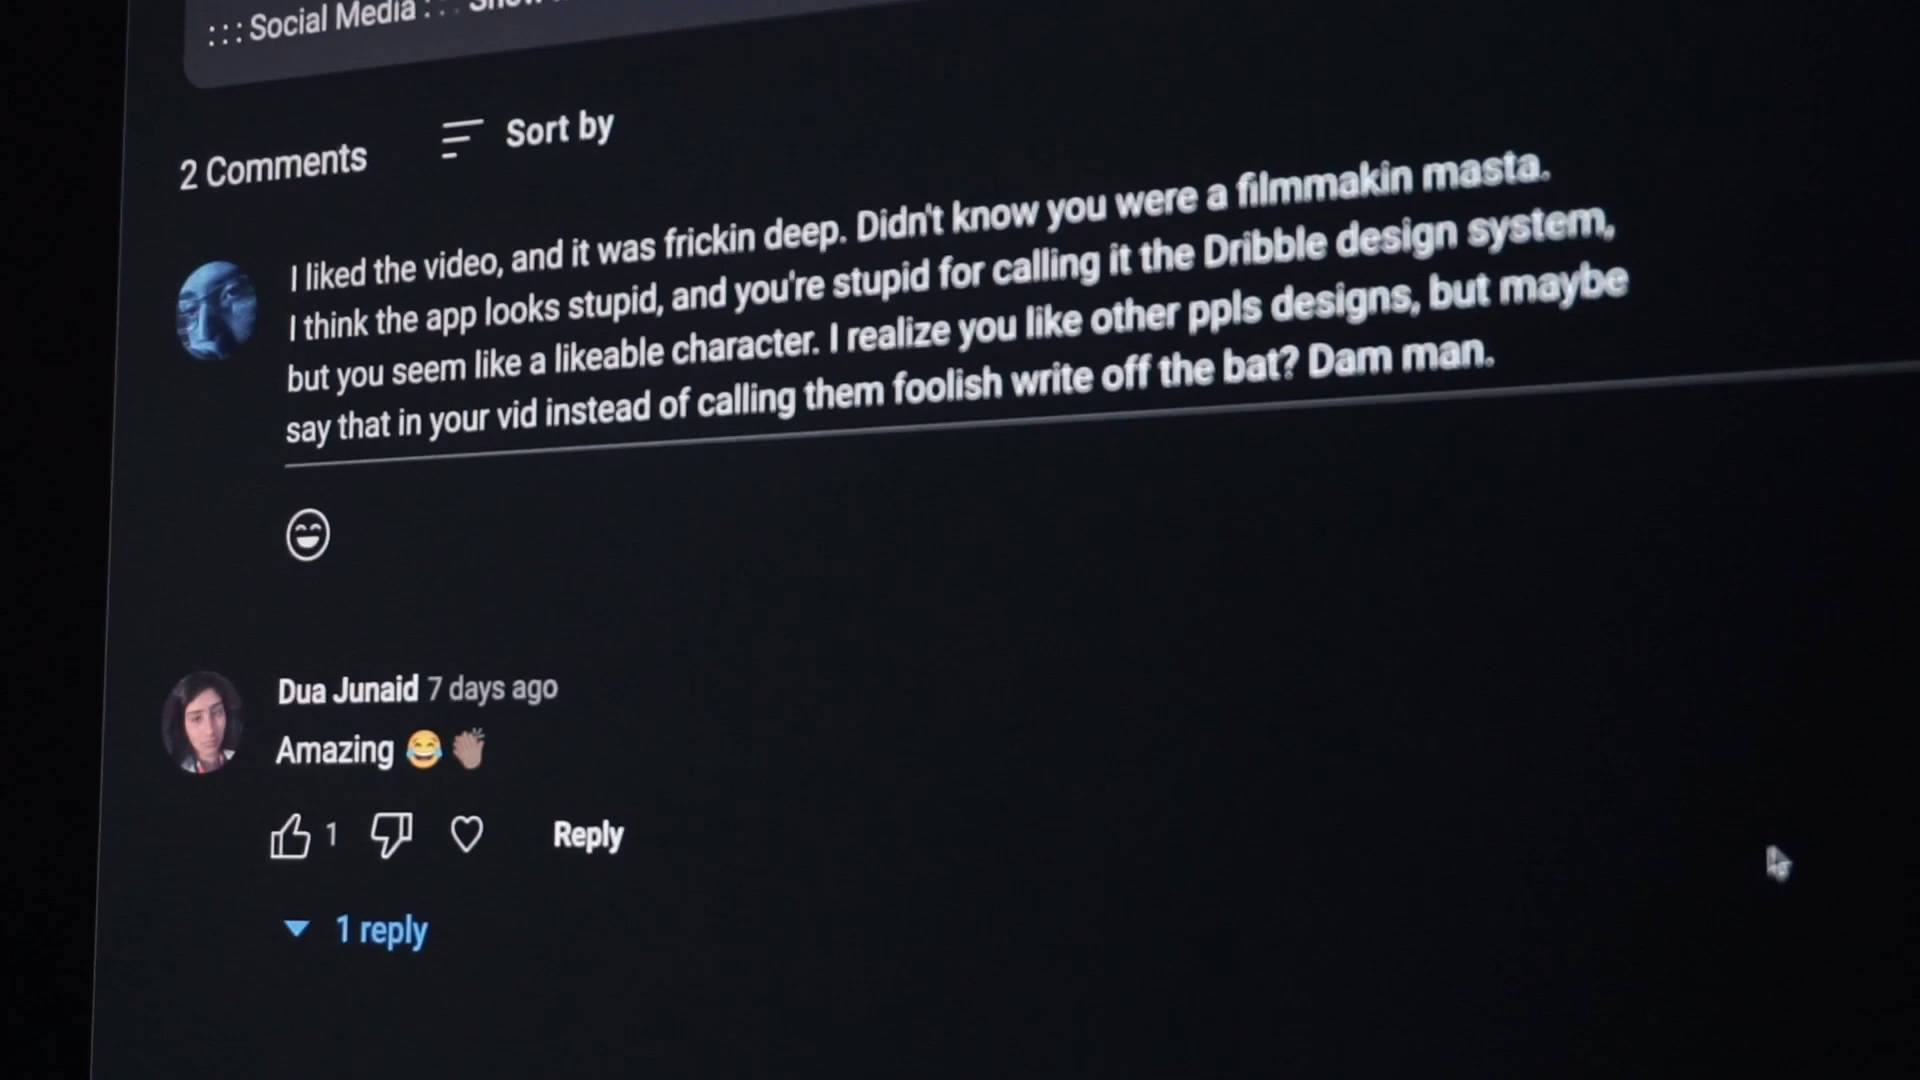 : : : Social Media : : : Show
2 Comments
Sort by
I liked the video, and it was frickin deep. Didn't know you were a filmmakin masta.
I think the app looks stupid, and you're stupid for calling it the Dribble design system,
but you seem like a likeable character. I realize you like other ppls designs, but maybe
say that in your vid instead of calling them foolish write off the bat? Dam man.
Dua Junaid 7 days ago
Amazing 😂👏🏽
1
Reply
1 reply